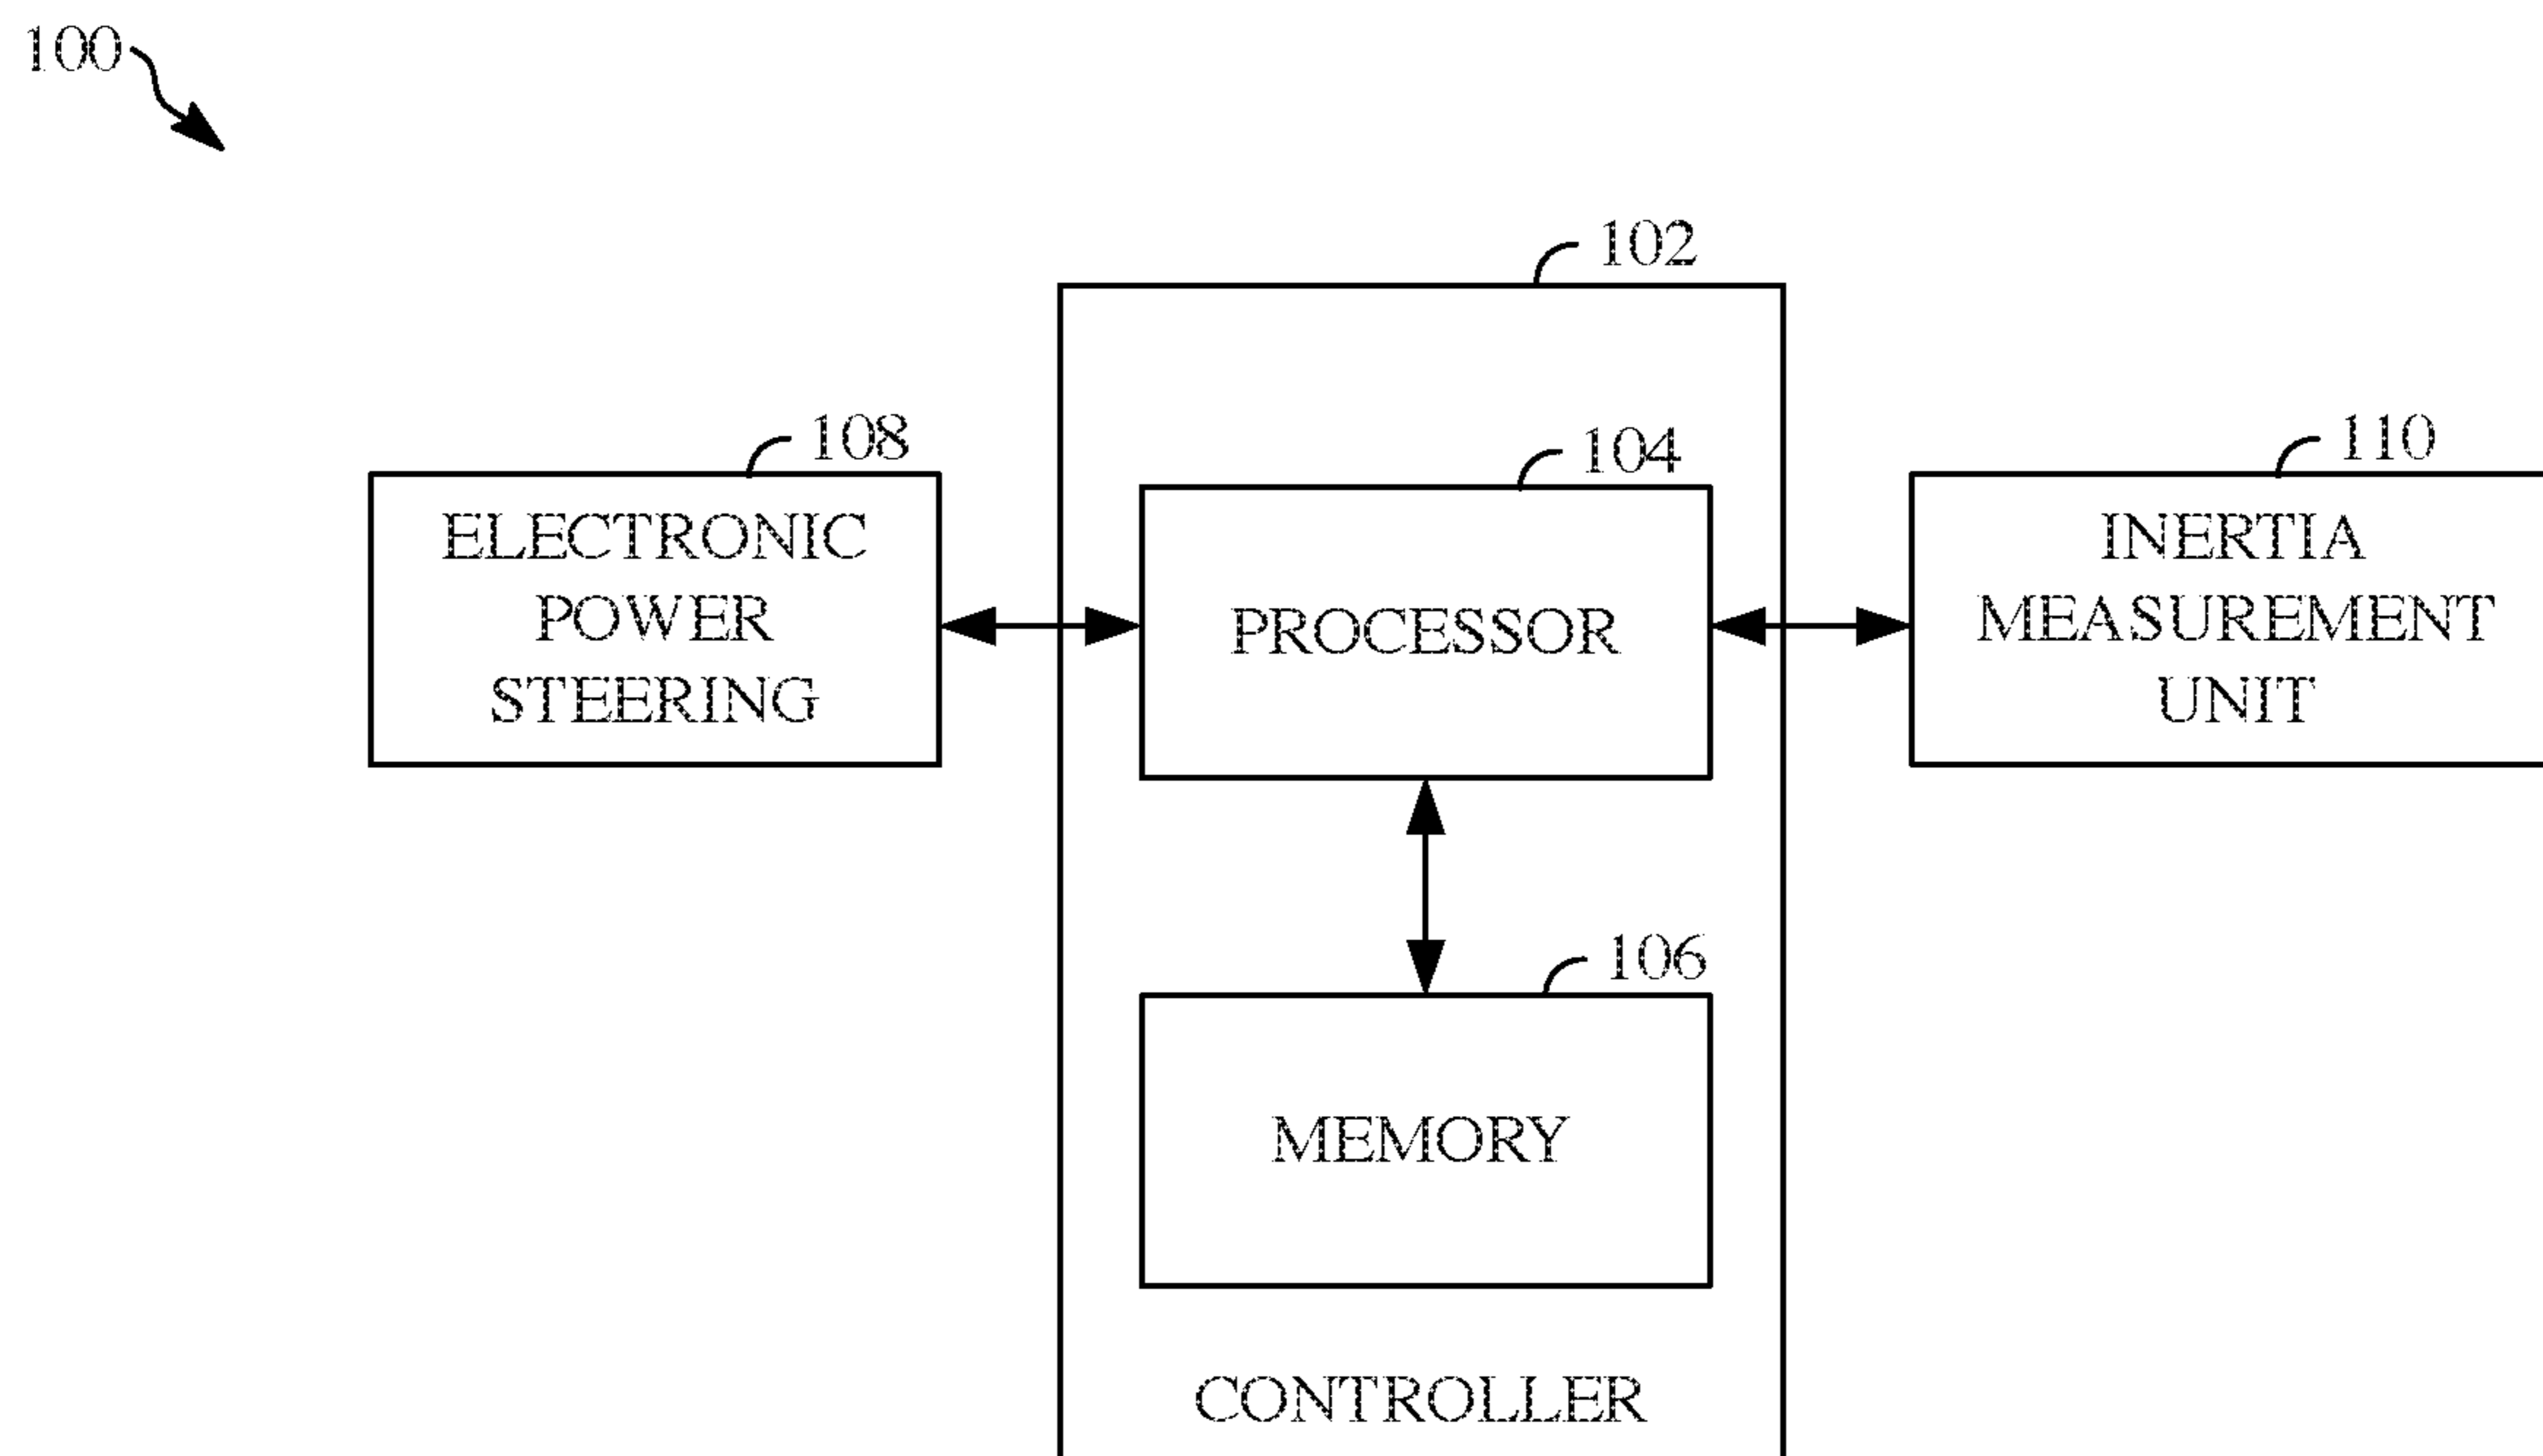 100
102
108
104
110
ELECTRONIC
POWER
STEERING
PROCESSOR
INERTIA
MEASUREMENT
UNIT
106
MEMORY
CONTROLLER